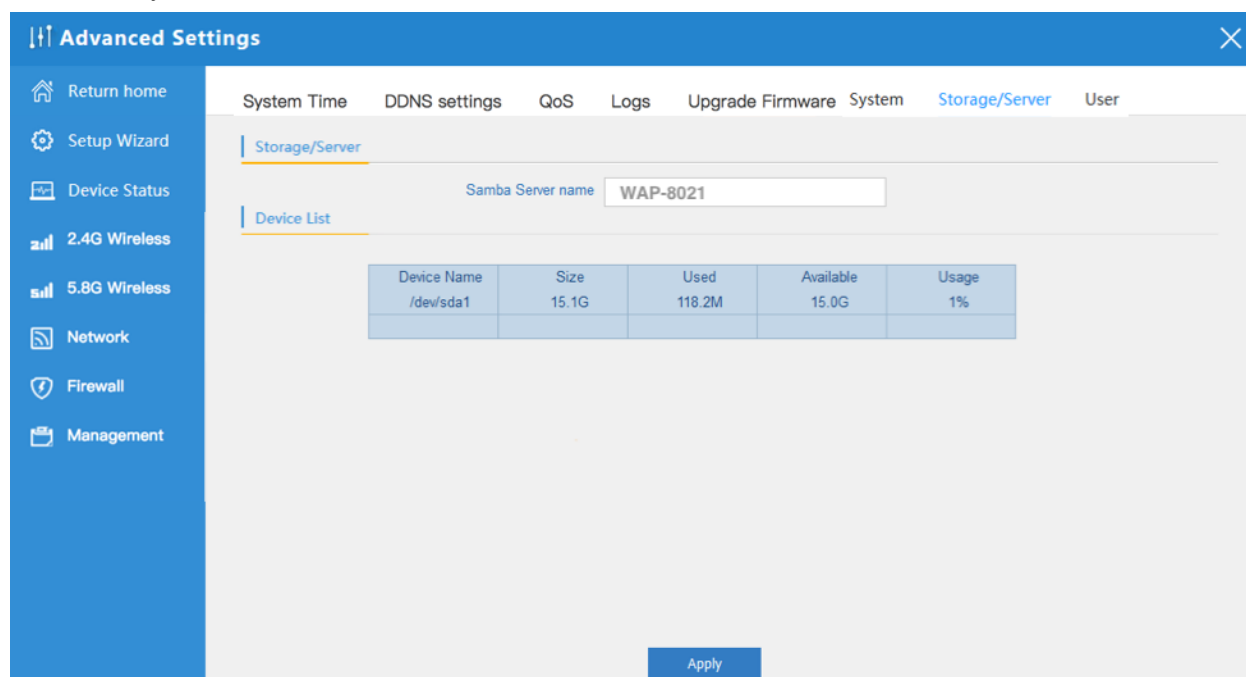 Advanced Settings
Return home
Setup Wizard
Device Status
2.4G Wireless
5.8G Wireless
Network
Firewall
Management
System Time DDNS settings QoS Logs Upgrade Firmware System Storage/Server User
Storage/Server
Samba Server name WAP-8021
Device List
Device Name Size Used Available Usage
/dev/sda1 15.1G 118.2M 15.0G 1%
Apply